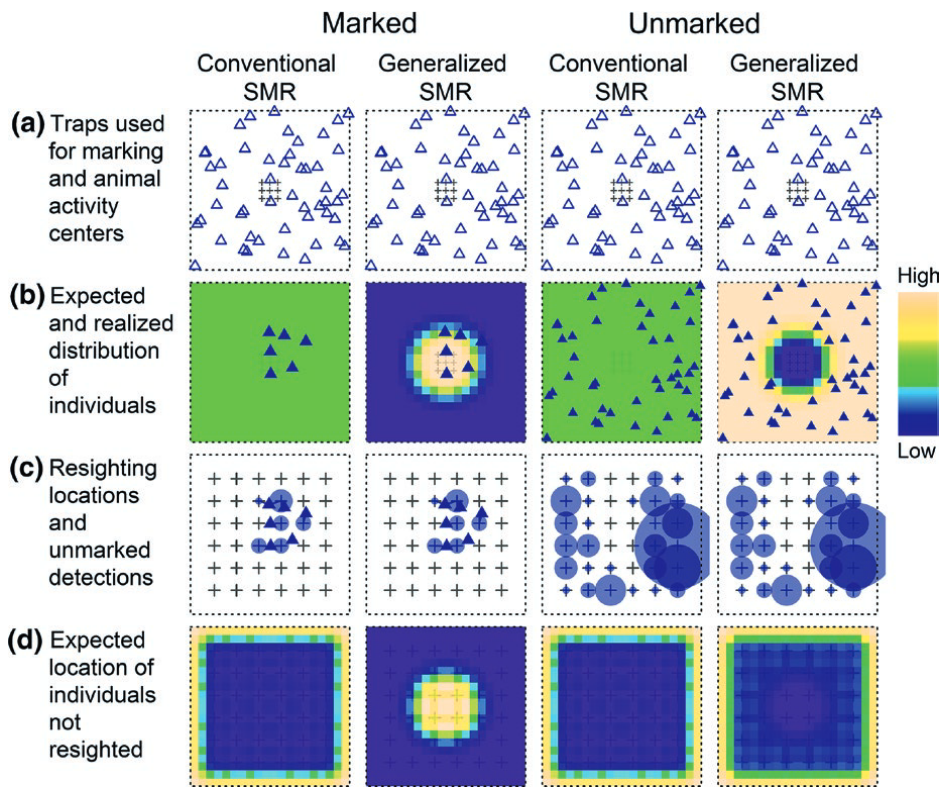 Marked
Unmarked
Conventional SMR
Generalized SMR
Conventional SMR
Generalized SMR
(a) Traps used for marking and animal activity centers
(b) Expected and realized distribution of individuals
(c) Resighting locations and unmarked detections
(d) Expected location of individuals not resighted
High
Low